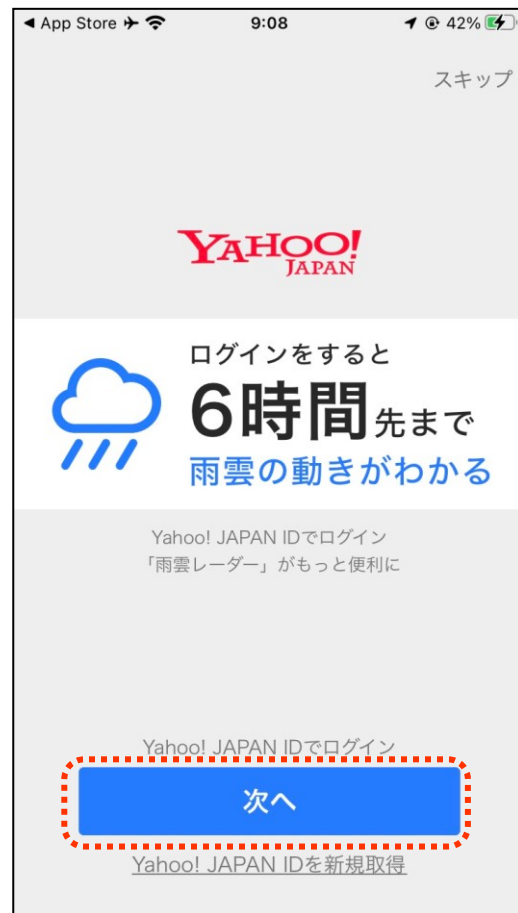 App Store 9:08 42%
スキップ
YAHOO!
JAPAN
ログインをすると
6時間先まで
雨雲の動きがわかる
Yahoo! JAPAN IDでログイン
「雨雲レーダー」がもっと便利に
Yahoo! JAPAN IDでログイン
次へ
Yahoo! JAPAN IDを新規取得